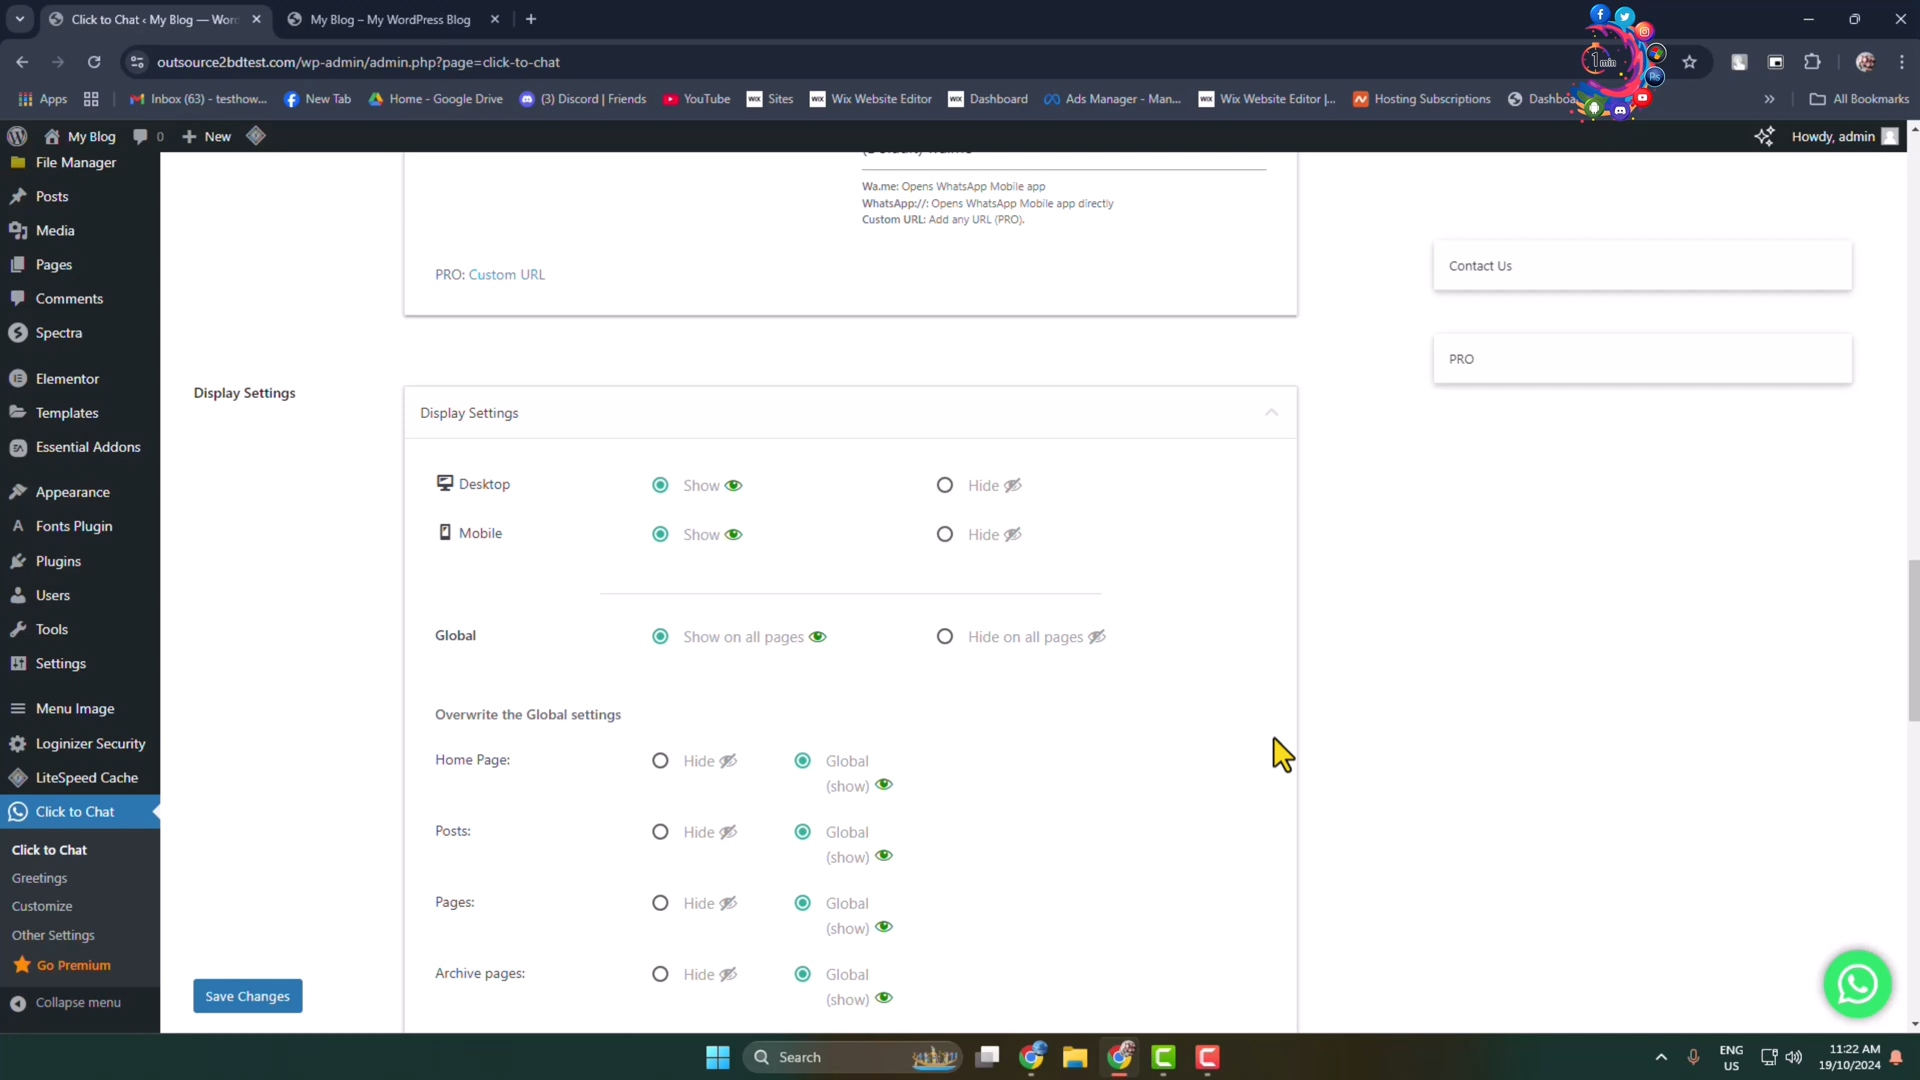 Click to Chat ‹ My Blog — Wor
My Blog – My WordPress Blog
outsource2bdtest.com/wp-admin/admin.php?page=click-to-chat
1min
Ps
Apps
Inbox (63) - testhow...
New Tab
Home - Google Drive
(3) Discord | Friends
YouTube
WIX Sites
WIX Wix Website Editor
WIX Dashboard
Ads Manager - Man...
WIX Wix Website Editor |...
Hosting Subscriptions
All Bookmarks
My Blog
0
New
Howdy, admin
File Manager
Posts
Media
Pages
Comments
Spectra
Elementor
Templates
Essential Addons
Appearance
Fonts Plugin
Plugins
Users
Tools
Settings
Menu Image
Loginizer Security
LiteSpeed Cache
Click to Chat
Click to Chat
Greetings
Customize
Other Settings
Go Premium
Collapse menu
Wa.me: Opens WhatsApp Mobile app
WhatsApp://: Opens WhatsApp Mobile app directly
Custom URL: Add any URL (PRO).
PRO: Custom URL
Contact Us
PRO
Display Settings
Display Settings
Desktop Show Hide
Mobile Show Hide
Global Show on all pages Hide on all pages
Overwrite the Global settings
Home Page: Hide Global
(show)
Posts: Hide Global
(show)
Pages: Hide Global
(show)
Archive pages: Hide Global
(show)
Save Changes
Search
ENG
US
11:22 AM
19/10/2024